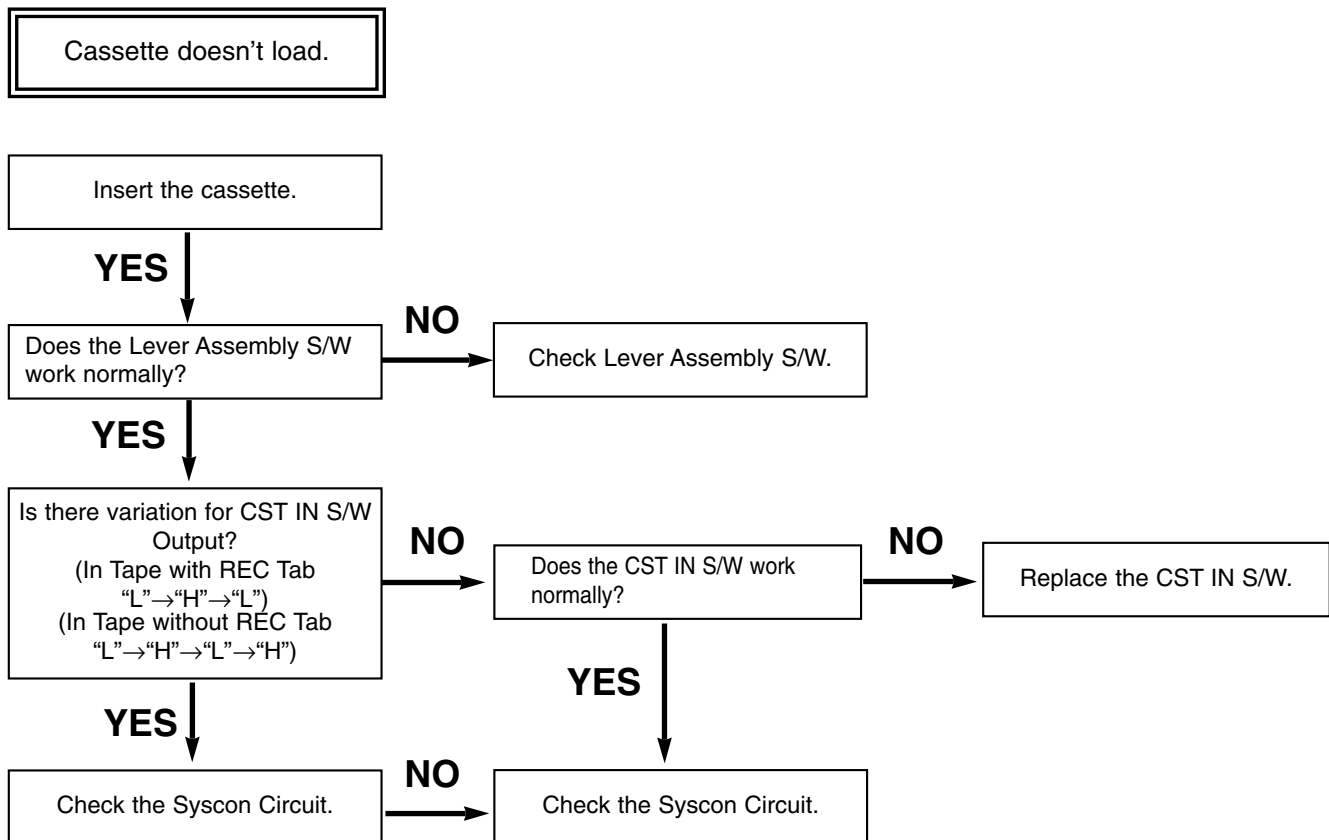 Cassette doesn't load.
Insert the cassette.
YES
Does the Lever Assembly S/W
work normally?
NO
Check Lever Assembly S/W.
YES
Is there variation for CST IN S/W
Output?
(In Tape with REC Tab
“L”→“H”→“L”)
(In Tape without REC Tab
“L”→“H”→“L”→“H”)
NO
Does the CST IN S/W work
normally?
NO
Replace the CST IN S/W.
YES
YES
Check the Syscon Circuit.
NO
Check the Syscon Circuit.